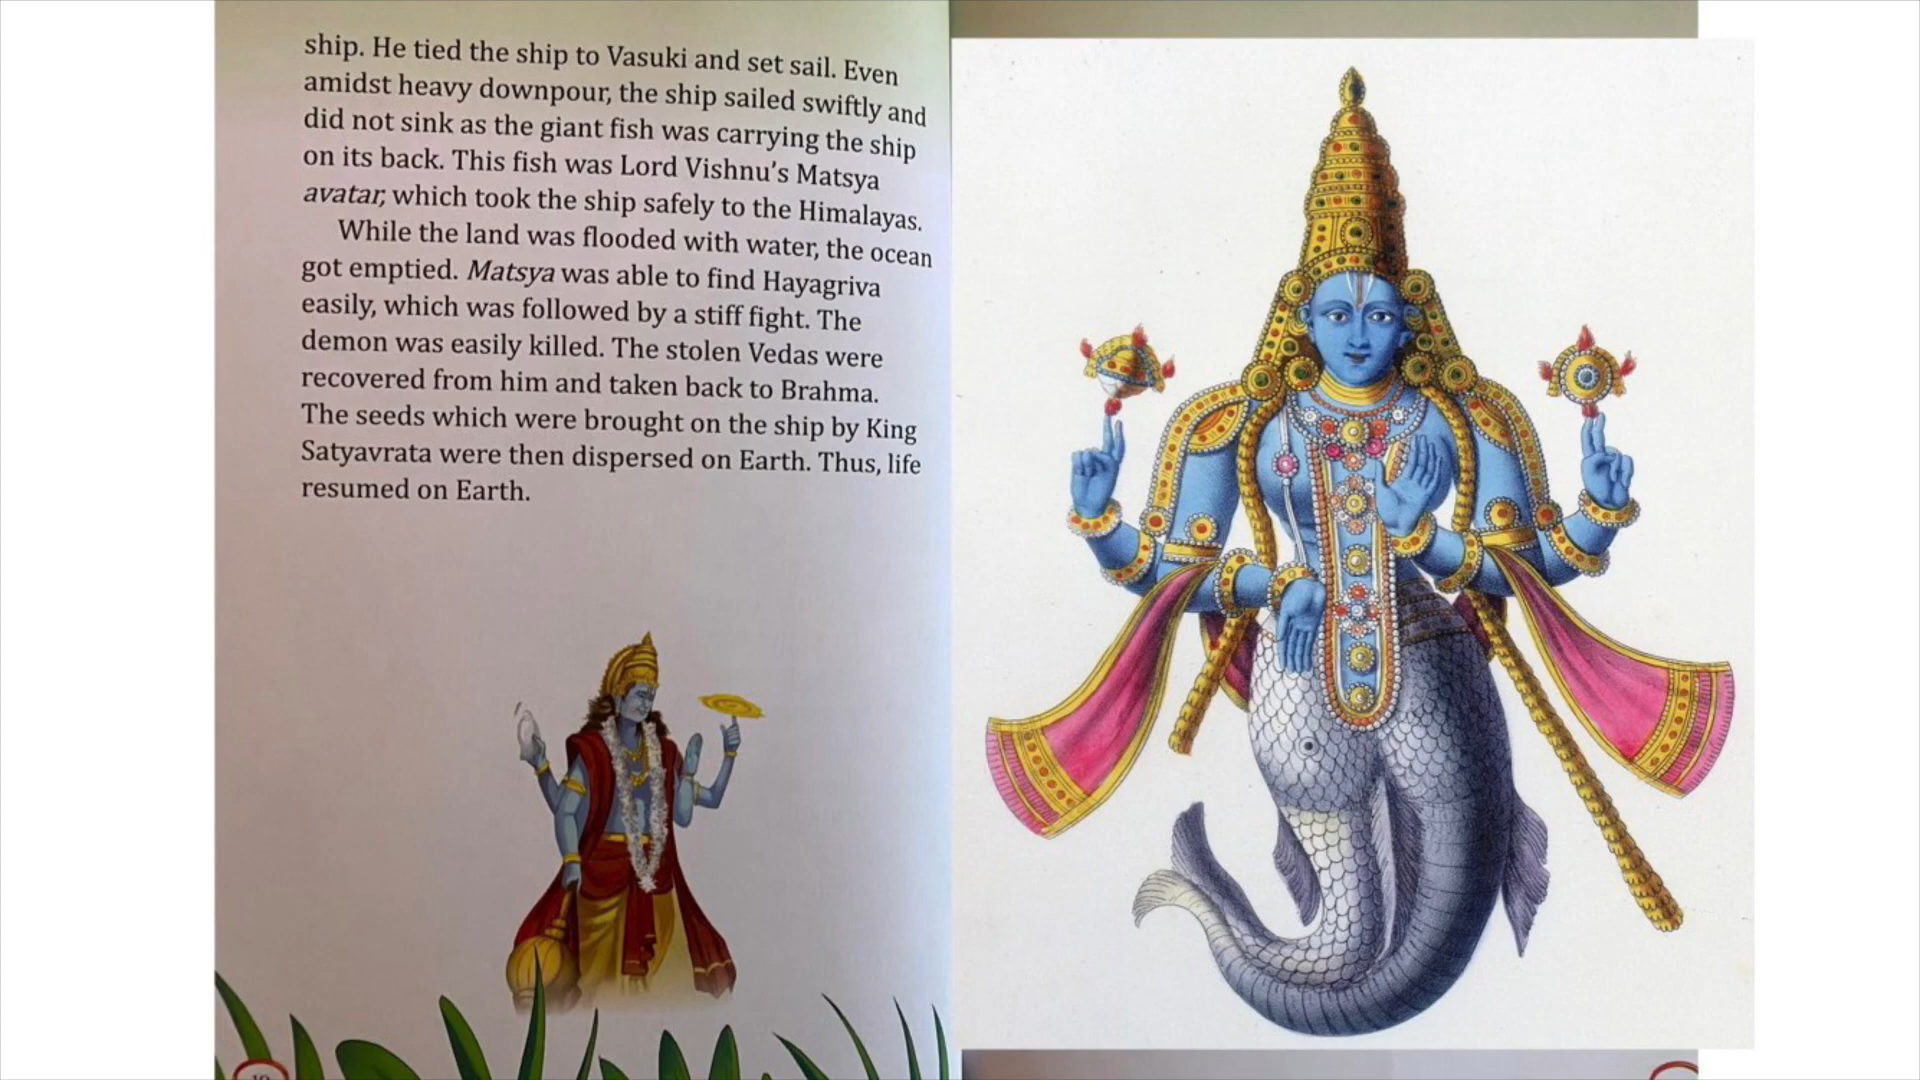 ship. He tied the ship to Vasuki and set sail. Even
amidst heavy downpour, the ship sailed swiftly and
did not sink as the giant fish was carrying the ship
on its back. This fish was Lord Vishnu's Matsya
avatar, which took the ship safely to the Himalayas.
While the land was flooded with water, the ocean
got emptied. Matsya was able to find Hayagriva
easily, which was followed by a stiff fight. The
demon was easily killed. The stolen Vedas were
recovered from him and taken back to Brahma.
The seeds which were brought on the ship by King
Satyavrata were then dispersed on Earth. Thus, life
resumed on Earth.